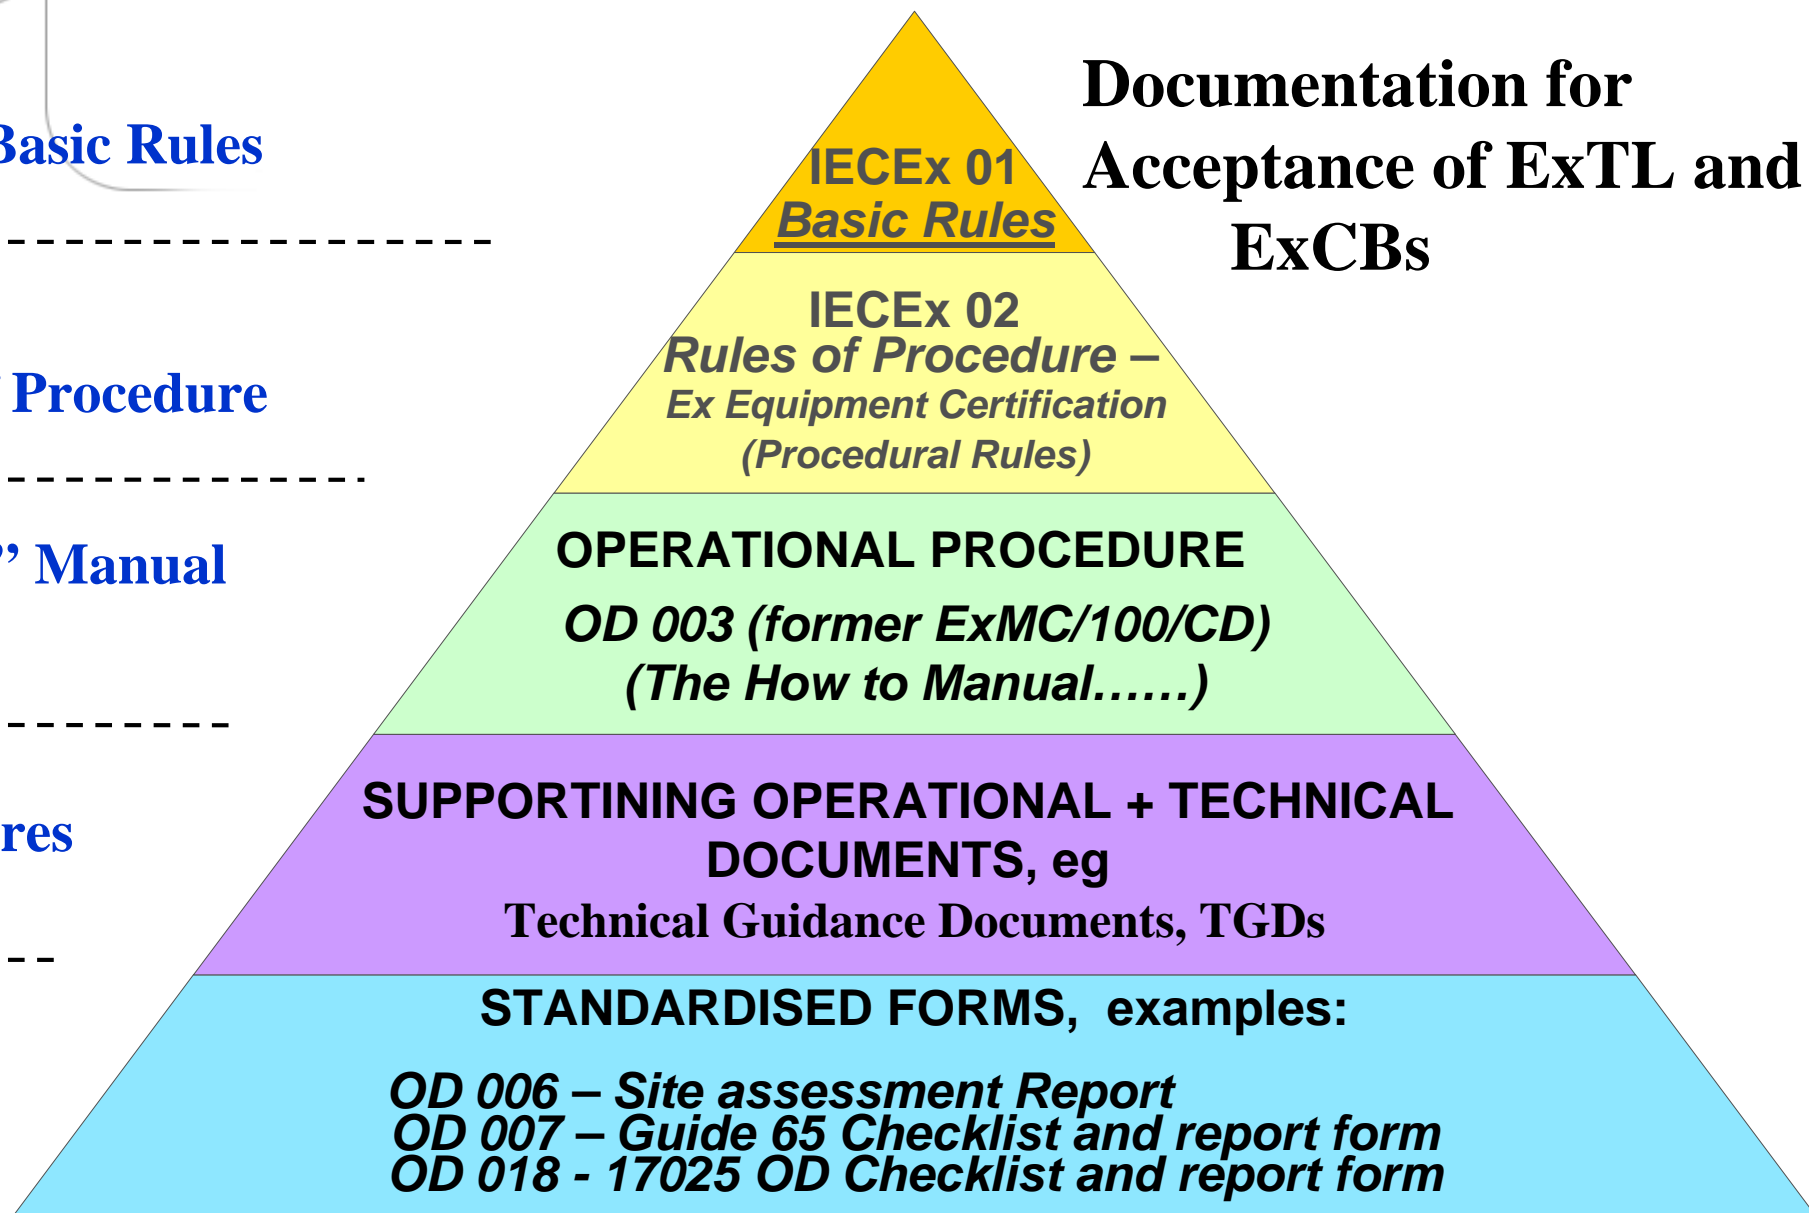 Documentation for
Acceptance of ExTL and
ExCBs
Basic Rules
IECEx 01
Basic Rules
Procedure
IECEx 02
Rules of Procedure –
Ex Equipment Certification
(Procedural Rules)
” Manual
OPERATIONAL PROCEDURE
OD 003 (former ExMC/100/CD)
(The How to Manual……)
res
SUPPORTINING OPERATIONAL + TECHNICAL
DOCUMENTS, eg
Technical Guidance Documents, TGDs
STANDARDISED FORMS, examples:
OD 006 – Site assessment Report
OD 007 – Guide 65 Checklist and report form
OD 018 - 17025 OD Checklist and report form